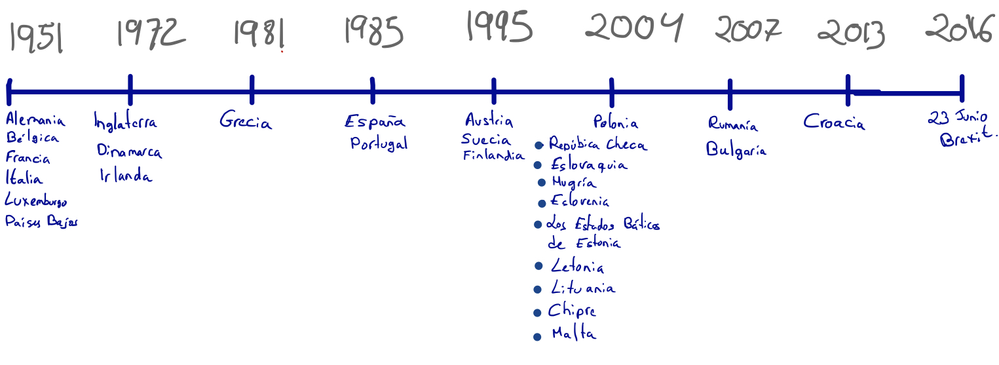 1951 1972 1981 1985 1995 2004 2007 2013 2016
Alemania
Bélgica
Francia
Italia
Luxemburgo
Países Bajos
Inglaterra
Dinamarca
Irlanda
Grecia
España
Portugal
Austria
Suecia
Finlandia
Polonia
• Repúbica Checa
• Eslovaquia
• Hugría
• Eslovenia
• Los Estados Báticos
de Estonia
• Letonia
• Lituania
• Chipre
• Malta
Rumanía
Bulgaría
Croacia
23 Junio
Brexit.